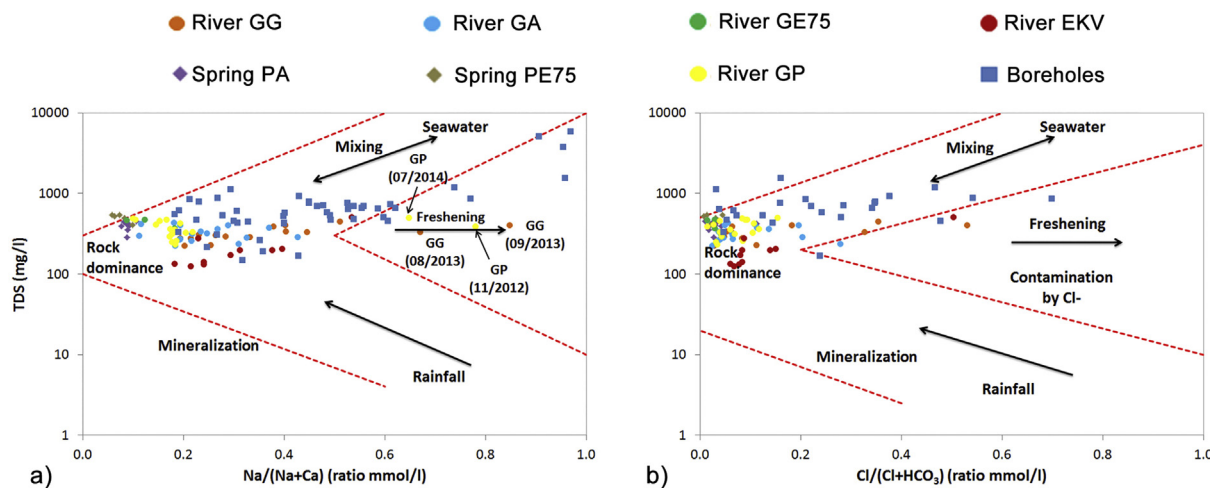 River GG River GA River GE75 River EKV
Spring PA Spring PE75 River GP Boreholes
10000
1000
100
10
1
TDS (mg/l)
Seawater
Mixing
GP
(07/2014)
Freshening
GG
(09/2013)
GG
(08/2013)
GP
(11/2012)
Rock
dominance
Mineralization
Rainfall
0.0 0.2 0.4 0.6 0.8 1.0
Na/(Na+Ca) (ratio mmol/l)
a)
10000
1000
100
10
1
Seawater
Mixing
Freshening
Rock
dominance
Contamination
by Cl-
Mineralization
Rainfall
0.0 0.2 0.4 0.6 0.8 1.0
Cl/(Cl+HCO₃) (ratio mmol/l)
b)